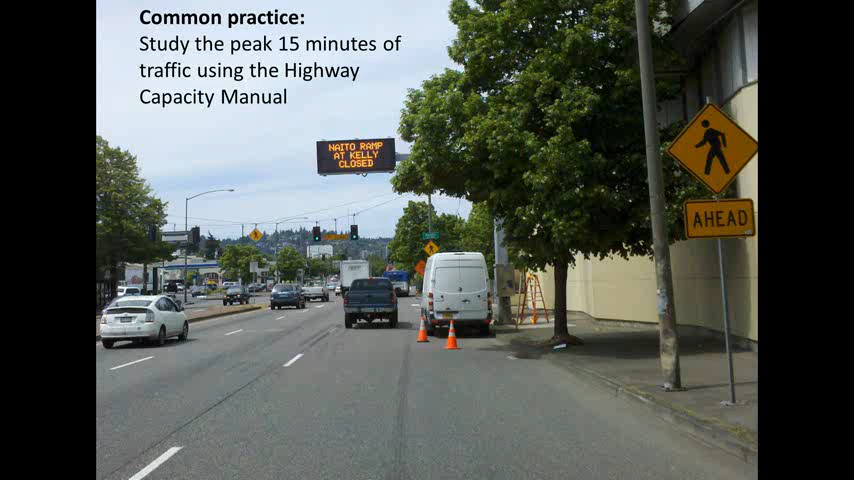 Common practice:
Study the peak 15 minutes of
traffic using the Highway
Capacity Manual
NAITO RAMP
AT KELLY
CLOSED
AHEAD